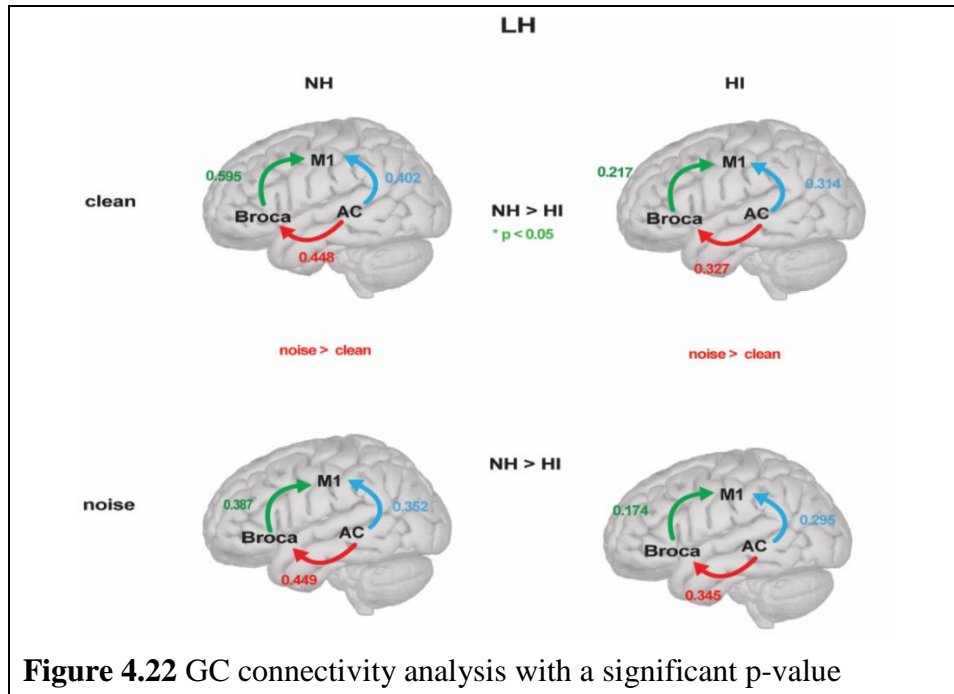 LH
NH
HI
clean
0.595
M1
0.402
Broca
AC
0.448
NH > HI
* p < 0.05
0.217
M1
0.314
Broca
AC
0.327
noise > clean
noise > clean
noise
0.387
M1
0.352
Broca
AC
0.449
NH > HI
0.174
M1
0.295
Broca
AC
0.345
Figure 4.22 GC connectivity analysis with a significant p-value